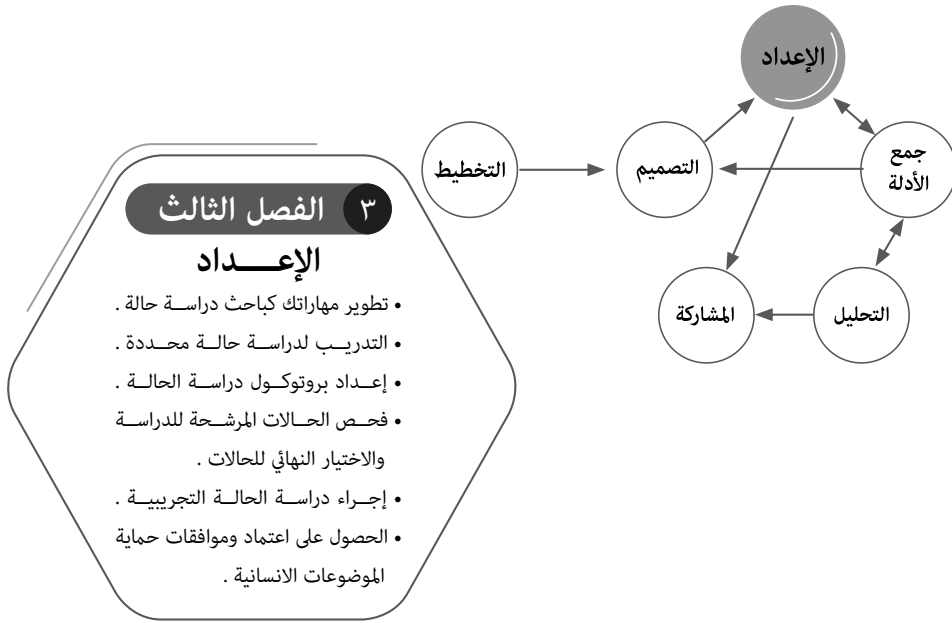 الإعداد
جمع
الأدلة
التصميم
التخطيط
التحليل
المشاركة
٣ الفصل الثالث
الإعـــداد
• تطوير مهاراتك كباحث دراســة حالة .
• التدريــب لدراســة حالــة محــددة .
• إعــداد بروتوكــول دراســة الحالــة .
• فحــص الحــالات المرشــحة للدراســة
والاختيار النهائي للحالات .
• إجــراء دراســة الحالــة التجريبيــة .
• الحصول على اعتماد وموافقات حماية
الموضوعات الانسانية .